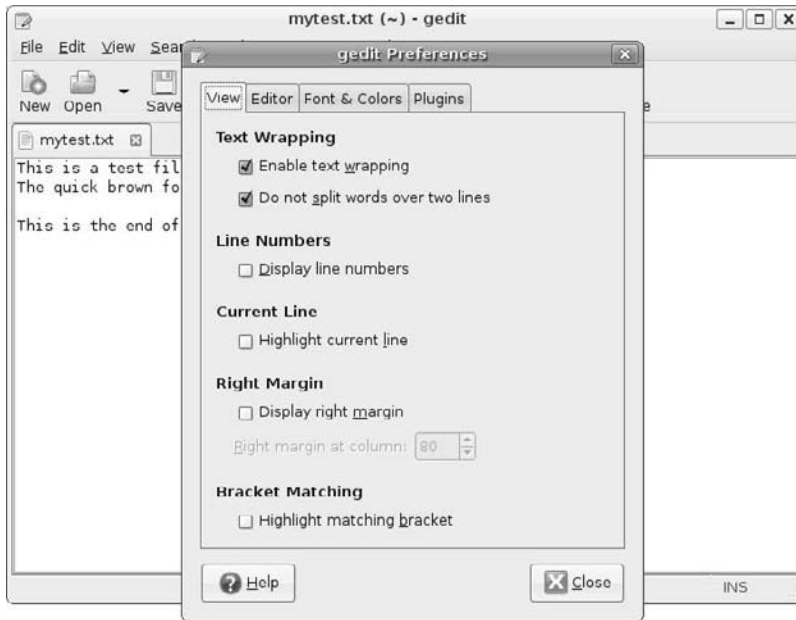 mytest.txt (~) - gedit
File Edit View
gedit Preferences
New Open Save
View Editor Font & Colors Plugins
mytest.txt
This is a test fil
The quick brown fo
This is the end of
Text Wrapping
Enable text wrapping
Do not split words over two lines
Line Numbers
Display line numbers
Current Line
Highlight current line
Right Margin
Display right margin
Right margin at column: 80
Bracket Matching
Highlight matching bracket
Help Close
INS